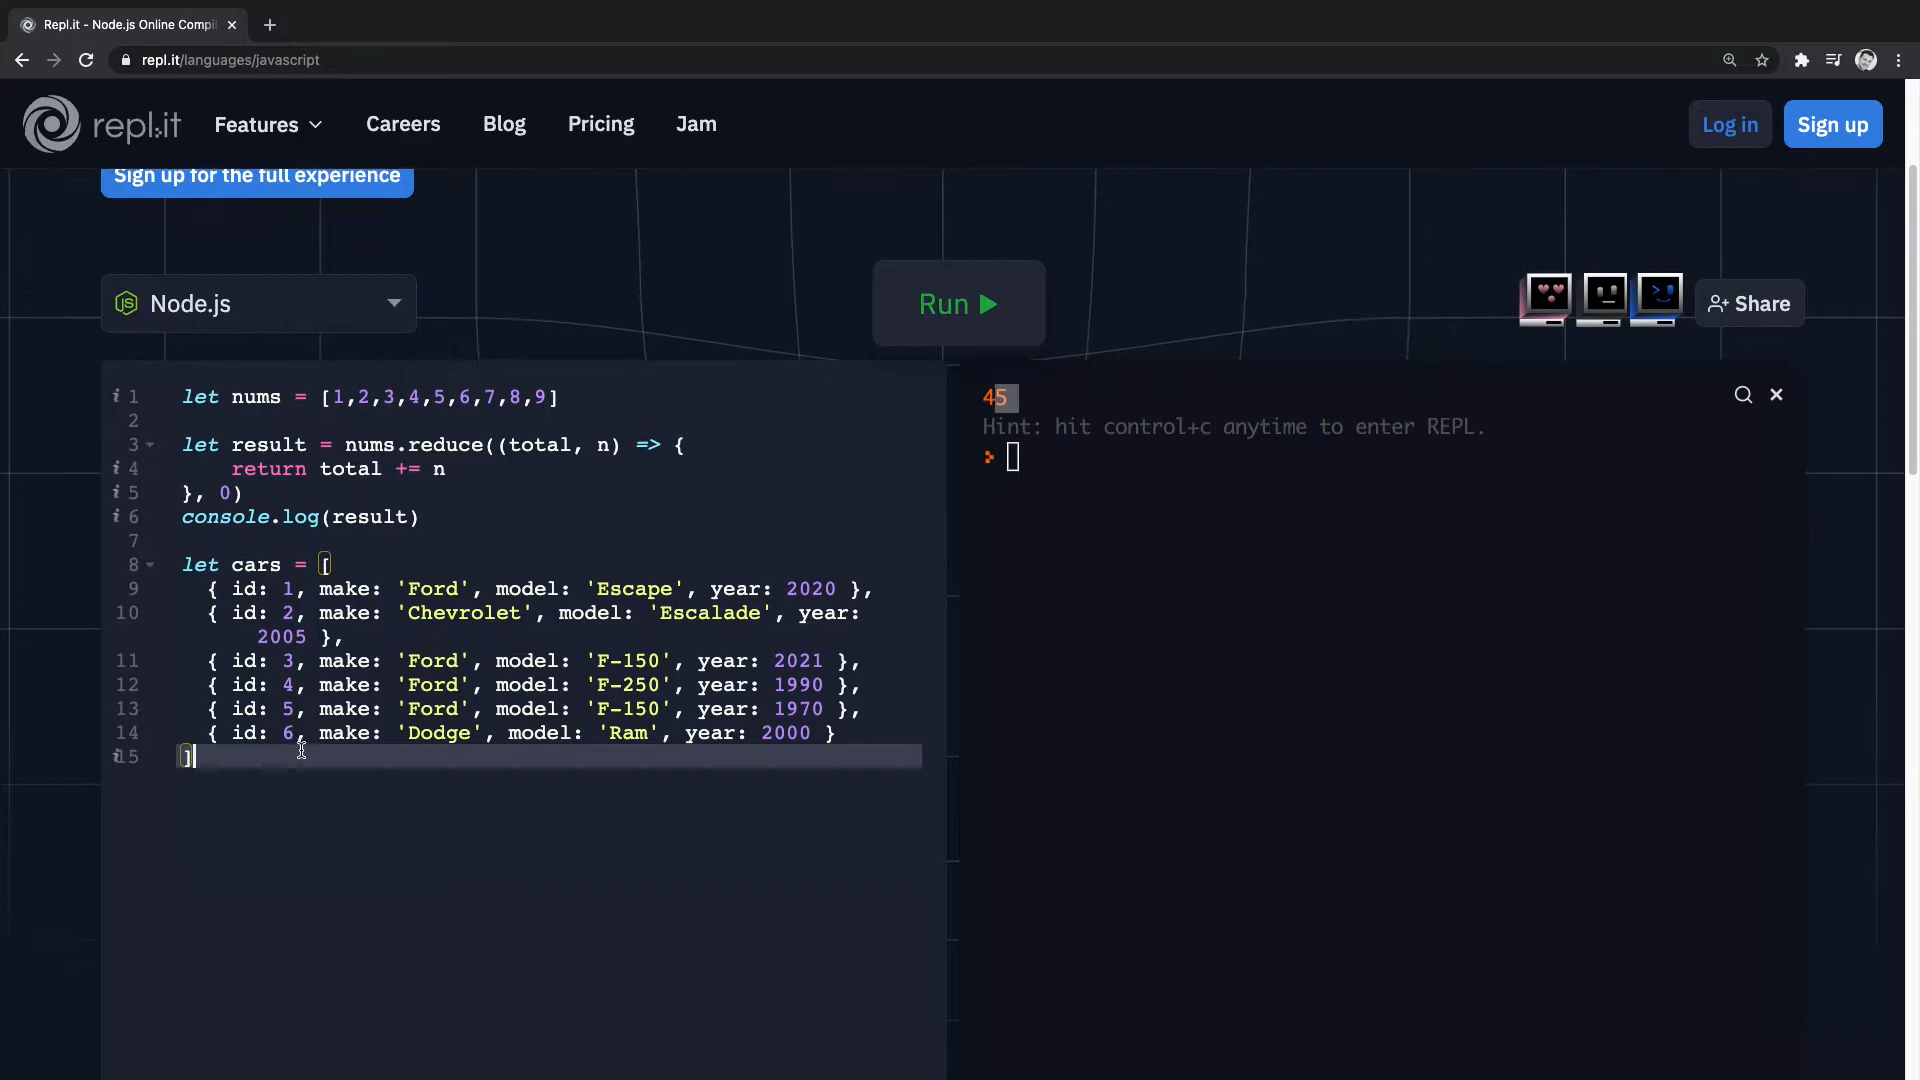 Repl.it - Node.js Online Compi
repl.it/languages/javascript
repl.it
Features
Careers
Blog
Pricing
Jam
Log in
Sign up
Sign up for the full experience
Node.js
Run
Share
1 let nums = [1,2,3,4,5,6,7,8,9]
2
3 let result = nums.reduce((total, n) => {
4 return total += n
5 }, 0)
6 console.log(result)
7
8 let cars = [
9 { id: 1, make: 'Ford', model: 'Escape', year: 2020 },
10 { id: 2, make: 'Chevrolet', model: 'Escalade', year:
2005 },
11 { id: 3, make: 'Ford', model: 'F-150', year: 2021 },
12 { id: 4, make: 'Ford', model: 'F-250', year: 1990 },
13 { id: 5, make: 'Ford', model: 'F-150', year: 1970 },
14 { id: 6, make: 'Dodge', model: 'Ram', year: 2000 }
15 ]
45
Hint: hit control+c anytime to enter REPL.